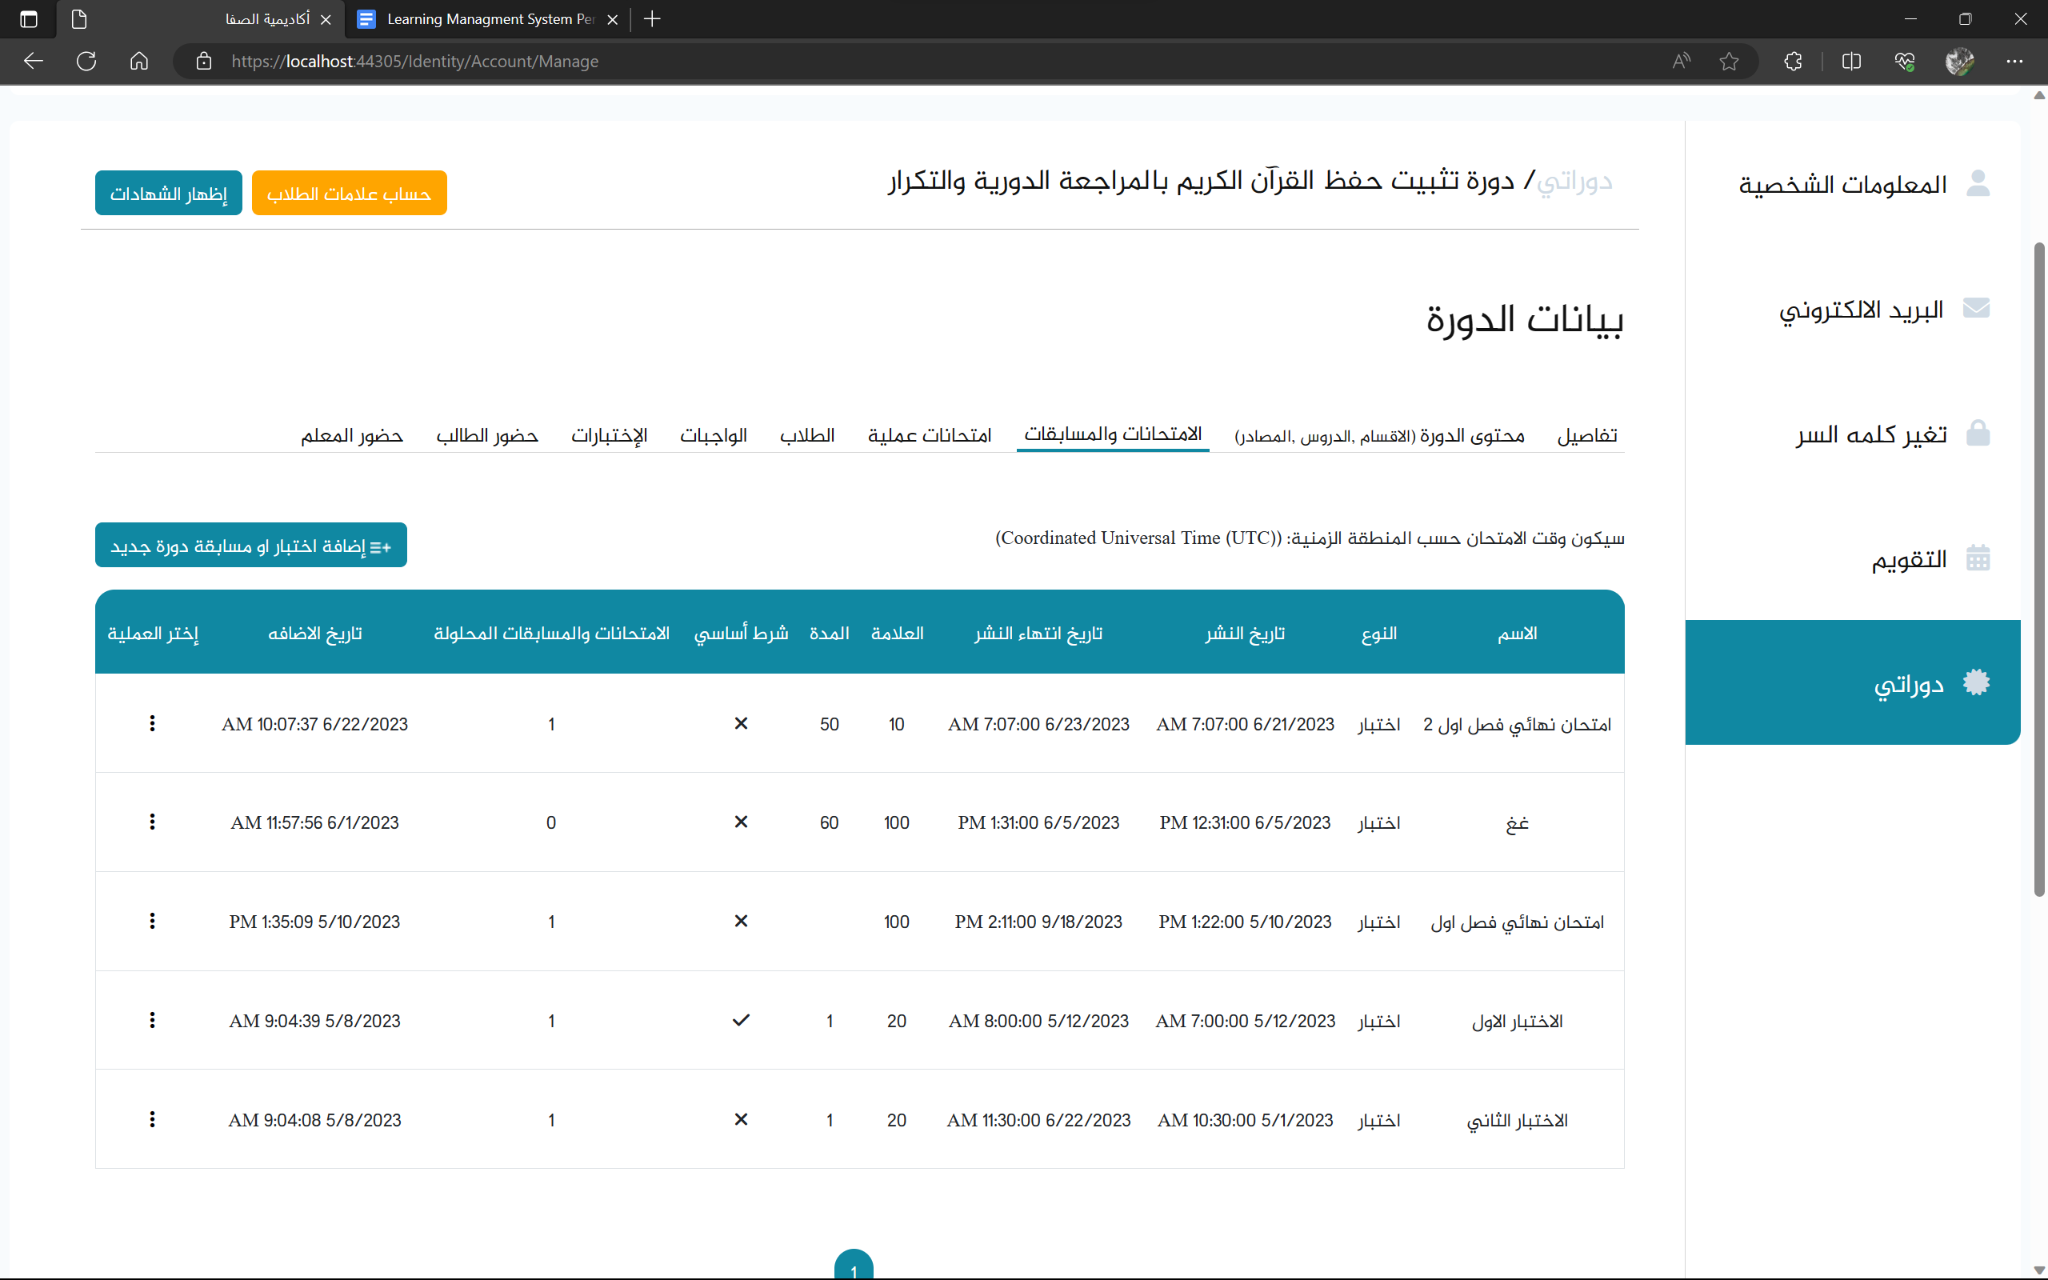 أكاديمية الصفا
Learning Managment System Per
https://localhost:44305/Identity/Account/Manage
المعلومات الشخصية
البريد الالكتروني
تغير كلمه السر
التقويم
دوراتي
دوراتي/ دورة تثبيت حفظ القرآن الكريم بالمراجعة الدورية والتكرار
حساب علامات الطلاب
إظهار الشهادات
بيانات الدورة
تفاصيل محتوى الدورة (الاقسام ,الدروس ,المصادر) الامتحانات والمسابقات امتحانات عملية الطلاب الواجبات الإختبارات حضور الطالب حضور المعلم
سيكون وقت الامتحان حسب المنطقة الزمنية: ((Coordinated Universal Time (UTC)
إضافة اختبار او مسابقة دورة جديد
الاسم النوع تاريخ النشر تاريخ انتهاء النشر العلامة المدة شرط أساسي الامتحانات والمسابقات المحلولة تاريخ الاضافه إختر العملية
امتحان نهائي فصل اول 2 اختبار 6/21/2023 7:07:00 AM 6/23/2023 7:07:00 AM 10 50 ✕ 1 6/22/2023 10:07:37 AM
غغ اختبار 6/5/2023 12:31:00 PM 6/5/2023 1:31:00 PM 100 60 ✕ 0 6/1/2023 11:57:56 AM
امتحان نهائي فصل اول اختبار 5/10/2023 1:22:00 PM 9/18/2023 2:11:00 PM 100 ✕ 1 5/10/2023 1:35:09 PM
الاختبار الاول اختبار 5/12/2023 7:00:00 AM 5/12/2023 8:00:00 AM 20 1 ✓ 1 5/8/2023 9:04:39 AM
الاختبار الثاني اختبار 5/1/2023 10:30:00 AM 6/22/2023 11:30:00 AM 20 1 ✕ 1 5/8/2023 9:04:08 AM
1